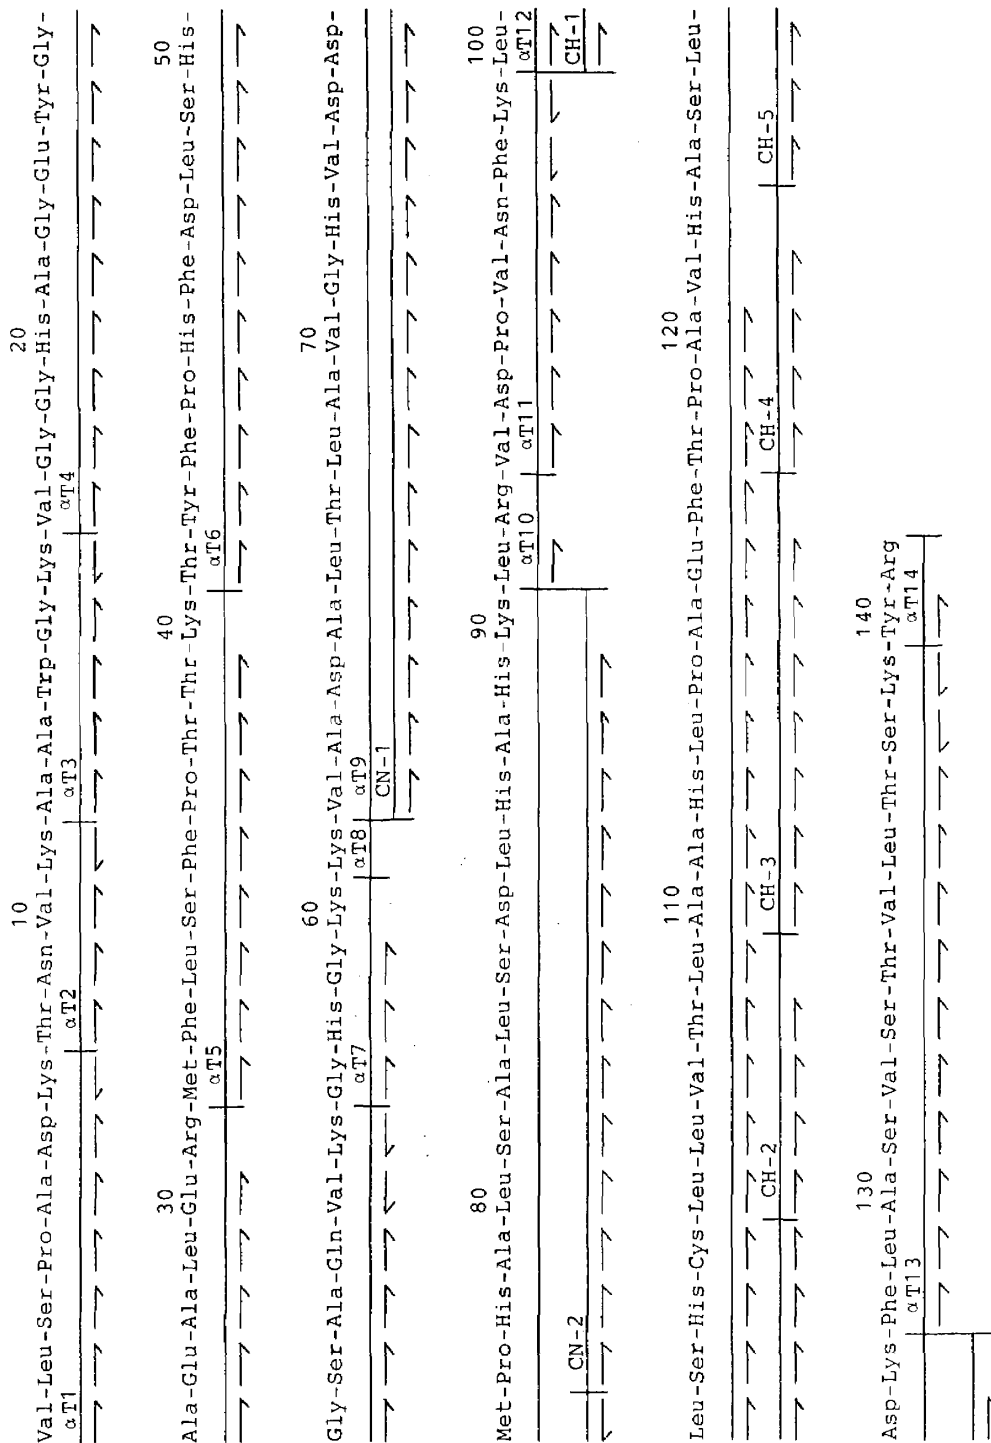 10 20
Val-Leu-Ser-Pro-Ala-Asp-Lys-Thr-Asn-Val-Lys-Ala-Ala-Trp-Gly-Lys-Val-Gly-Gly-His-Ala-Gly-Glu-Tyr-Gly-
αT1 αT2 αT3 αT4
30 40 50
Ala-Glu-Ala-Leu-Glu-Arg-Met-Phe-Leu-Ser-Phe-Pro-Thr-Thr-Lys-Thr-Tyr-Phe-Pro-His-Phe-Asp-Leu-Ser-His-
αT5 αT6
60 70
Gly-Ser-Ala-Gln-Val-Lys-Gly-His-Gly-Lys-Lys-Val-Ala-Asp-Ala-Leu-Thr-Leu-Ala-Val-Gly-His-Val-Asp-Asp-
αT7 αT8 αT9
CN-1
80 90 100
Met-Pro-His-Ala-Leu-Ser-Ala-Leu-Ser-Asp-Leu-His-Ala-His-Lys-Leu-Arg-Val-Asp-Pro-Val-Asn-Phe-Lys-Leu-
αT10 αT11 αT12
CN-2 CH-1
110 120
Leu-Ser-His-Cys-Leu-Leu-Val-Thr-Leu-Ala-Ala-His-Leu-Pro-Ala-Glu-Phe-Thr-Pro-Ala-Val-His-Ala-Ser-Leu-
CH-2 CH-3 CH-4 CH-5
130 140
Asp-Lys-Phe-Leu-Ala-Ser-Val-Ser-Thr-Val-Leu-Thr-Ser-Lys-Tyr-Arg
αT13 αT14